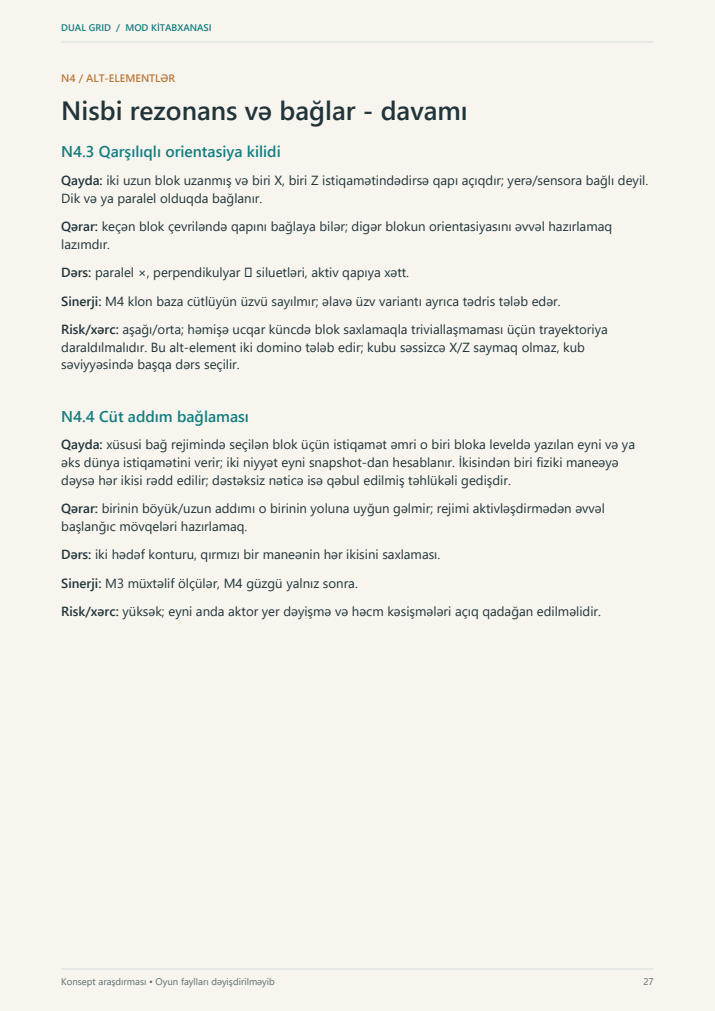 DUAL GRID / MOD KİTABXANASI
N4 / ALT-ELEMENTLƏR
Nisbi rezonans və bağlar - davamı
N4.3 Qarşılıqlı orientasiya kilidi
Qayda: iki uzun blok uzanmış və biri X, biri Z istiqamətindədirsə qapı açıqdır; yerə/sensora bağlı deyil.
Dik və ya paralel olduqda bağlanır.
Qərar: keçən blok çevriləndə qapını bağlaya bilər; digər blokun orientasiyasını əvvəl hazırlamaq
lazımdır.
Dərs: paralel ×, perpendikulyar ▯ siluetləri, aktiv qapıya xətt.
Sinerji: M4 klon baza cütlüyün üzvü sayılmır; əlavə üzv variantı ayrıca tədris tələb edər.
Risk/xərc: aşağı/orta; həmişə ucqar küncdə blok saxlamaqla triviallaşmaması üçün trayektoriya
daraldılmalıdır. Bu alt-element iki domino tələb edir; kubu səssizcə X/Z saymaq olmaz, kub
səviyyəsində başqa dərs seçilir.
N4.4 Cüt addım bağlaması
Qayda: xüsusi bağ rejimində seçilən blok üçün istiqamət əmri o biri bloka leveldə yazılan eyni və ya
əks dünya istiqamətini verir; iki niyyət eyni snapshot-dan hesablanır. İkisindən biri fiziki maneəyə
dəysə hər ikisi rədd edilir; dəstəksiz nəticə isə qəbul edilmiş təhlükəli gedişdir.
Qərar: birinin böyük/uzun addımı o birinin yoluna uyğun gəlmir; rejimi aktivləşdirmədən əvvəl
başlanğıc mövqeləri hazırlamaq.
Dərs: iki hədəf konturu, qırmızı bir maneənin hər ikisini saxlaması.
Sinerji: M3 müxtəlif ölçülər, M4 güzgü yalnız sonra.
Risk/xərc: yüksək; eyni anda aktor yer dəyişmə və həcm kəsişmələri açıq qadağan edilməlidir.
Konsept araşdırması • Oyun faylları dəyişdirilməyib
27